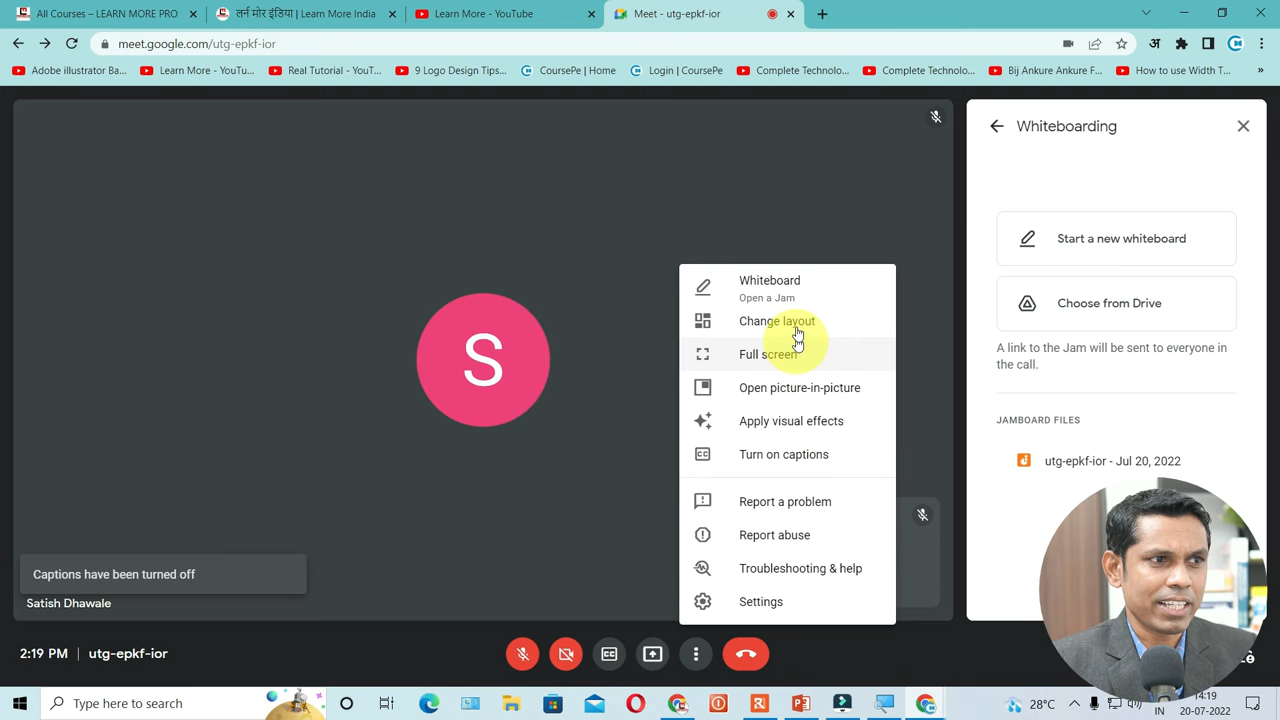 All Courses – LEARN MORE PRO
लर्न मोर इंडिया | Learn More India
Learn More - YouTube
Meet - utg-epkf-ior
meet.google.com/utg-epkf-ior
अ
Adobe illustrator Ba...
Learn More - YouTu...
Real Tutorial - YouT...
9 Logo Design Tips...
CoursePe | Home
Login | CoursePe
Complete Technolo...
Complete Technolo...
Bij Ankure Ankure F...
How to use Width T...
»
Whiteboarding
Start a new whiteboard
Choose from Drive
A link to the Jam will be sent to everyone in
the call.
JAMBOARD FILES
utg-epkf-ior - Jul 20, 2022
S
Whiteboard
Open a Jam
Change layout
Full screen
Open picture-in-picture
Apply visual effects
Turn on captions
Report a problem
Report abuse
Troubleshooting & help
Settings
Captions have been turned off
Satish Dhawale
2:19 PM | utg-epkf-ior
Type here to search
28°C
IN
14:19
20-07-2022